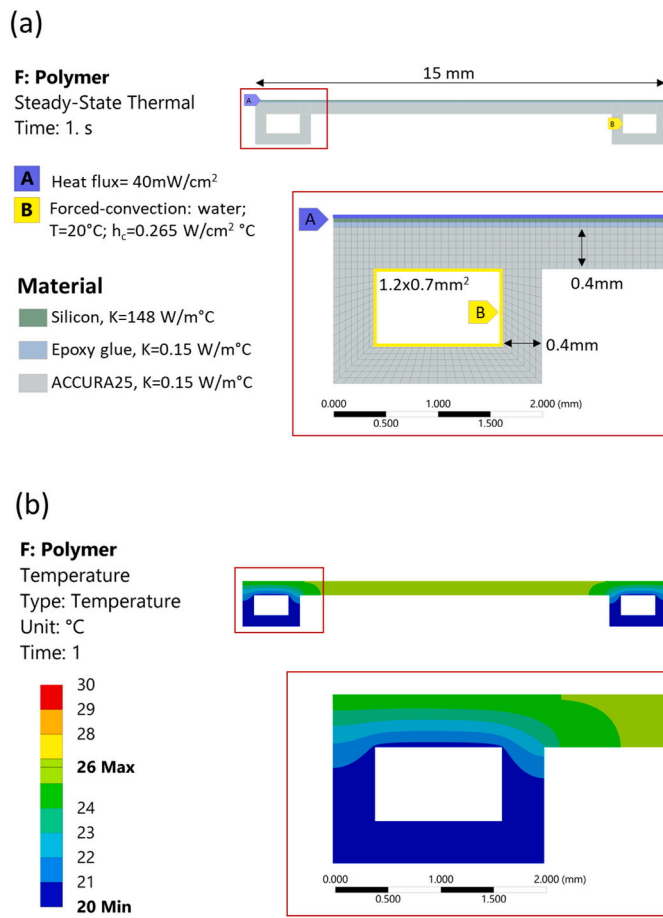 (a)
F: Polymer
Steady-State Thermal
Time: 1. s
15 mm
A
B
A Heat flux= 40mW/cm²
B Forced-convection: water;
T=20°C; h_c=0.265 W/cm² °C
Material
Silicon, K=148 W/m°C
Epoxy glue, K=0.15 W/m°C
ACCURA25, K=0.15 W/m°C
A
1.2x0.7mm²
B
0.4mm
0.4mm
0.000 1.000 2.000 (mm)
0.500 1.500
(b)
F: Polymer
Temperature
Type: Temperature
Unit: °C
Time: 1
30
29
28
26 Max
24
23
22
21
20 Min
0.000 1.000 2.000 (mm)
0.500 1.500